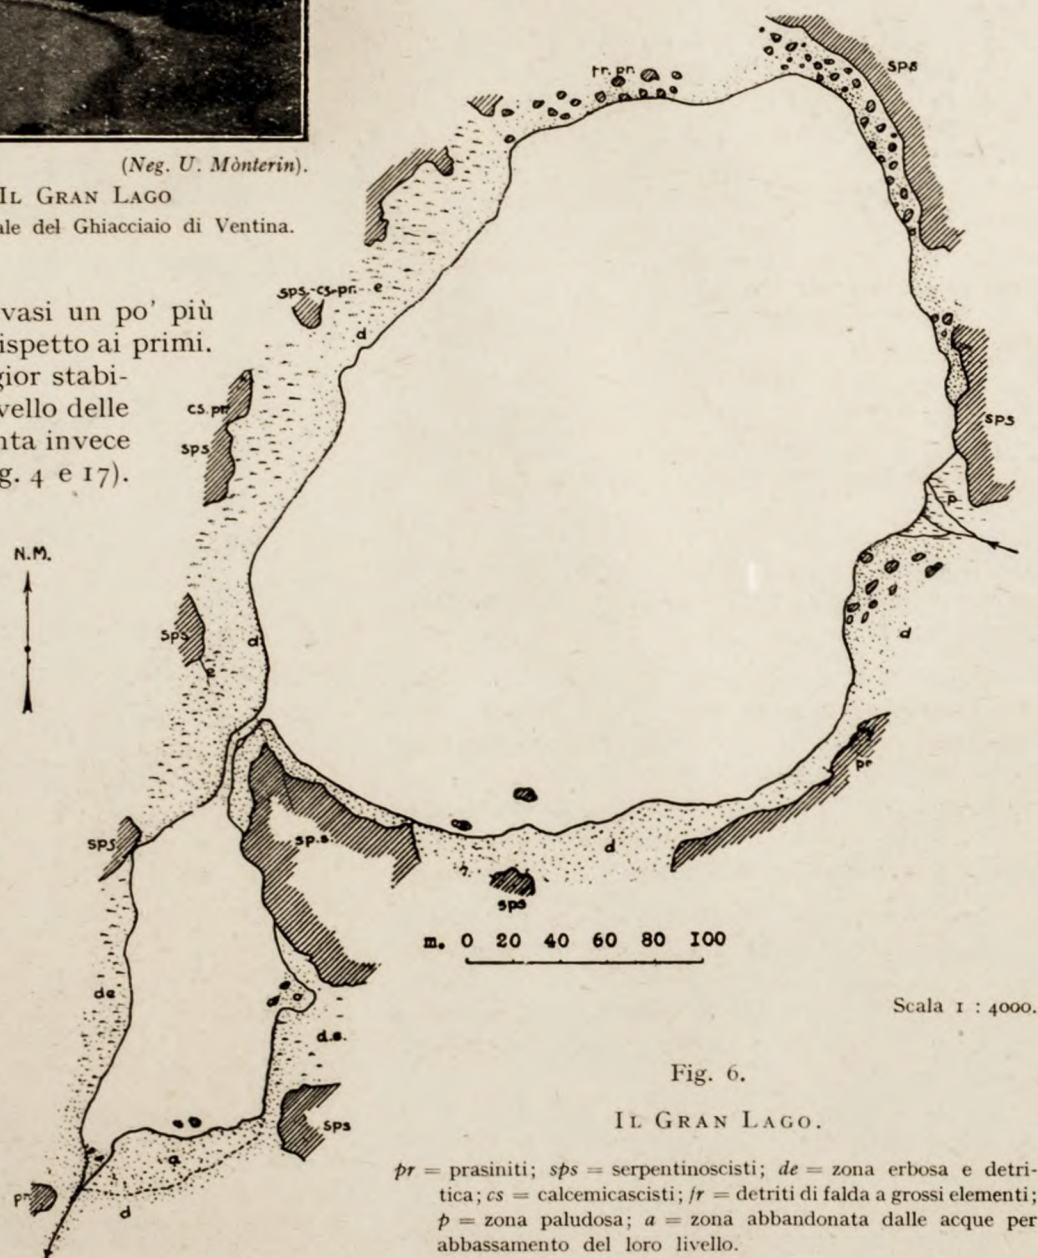 (Neg. U. Mònterin).
IL GRAN LAGO
ale del Ghiacciaio di Ventina.
vasi un po' più
ispetto ai primi.
gior stabi-
vello delle
nta invece
g. 4 e 17).
N.M.
fr. pr.
sps
sps-cs-pr. e
d
cs. pr.
sps
sps
p
sps
d
e
d
pr
sps
sp.s
d
sps
m. 0 20 40 60 80 100
de
a
Scala 1 : 4000.
d.e.
Fig. 6.
IL GRAN LAGO.
sps
a
pr
d
pr = prasiniti; sps = serpentinoscisti; de = zona erbosa e detri-
tica; cs = calcemicascisti; fr = detriti di falda a grossi elementi;
p = zona paludosa; a = zona abbandonata dalle acque per
abbassamento del loro livello.